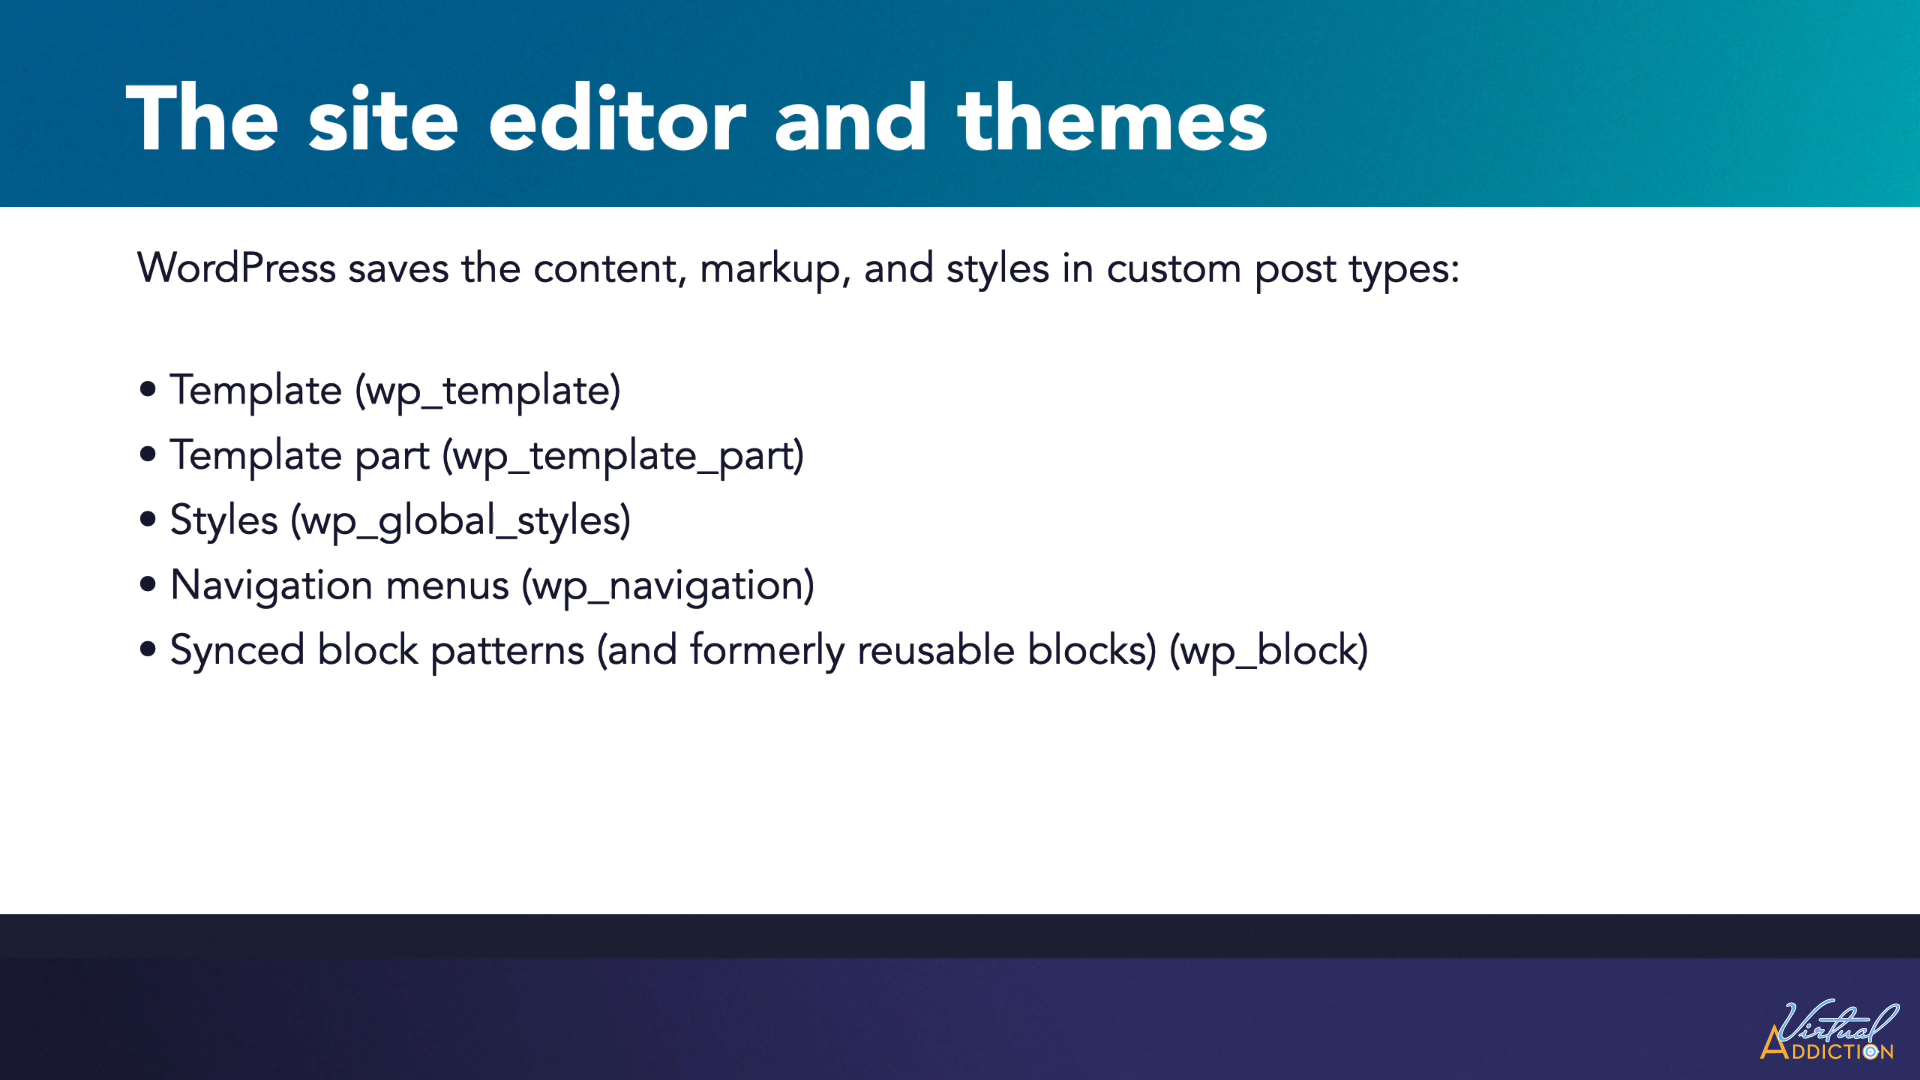 The site editor and themes
WordPress saves the content, markup, and styles in custom post types:
• Template (wp_template)
• Template part (wp_template_part)
• Styles (wp_global_styles)
• Navigation menus (wp_navigation)
• Synced block patterns (and formerly reusable blocks) (wp_block)
Virtual
ADDICTION